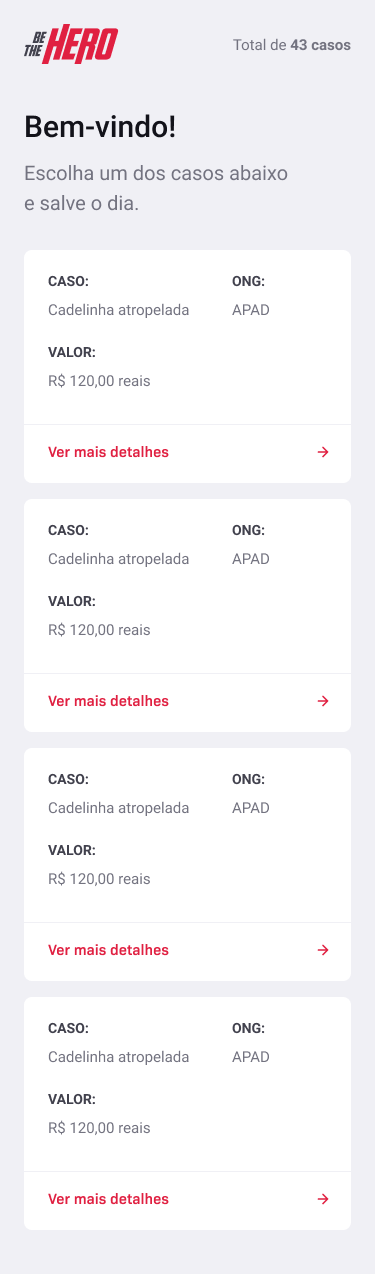 BE THE HERO
Total de 43 casos
Bem-vindo!
Escolha um dos casos abaixo
e salve o dia.
CASO: ONG:
Cadelinha atropelada APAD
VALOR:
R$ 120,00 reais
Ver mais detalhes
CASO: ONG:
Cadelinha atropelada APAD
VALOR:
R$ 120,00 reais
Ver mais detalhes
CASO: ONG:
Cadelinha atropelada APAD
VALOR:
R$ 120,00 reais
Ver mais detalhes
CASO: ONG:
Cadelinha atropelada APAD
VALOR:
R$ 120,00 reais
Ver mais detalhes